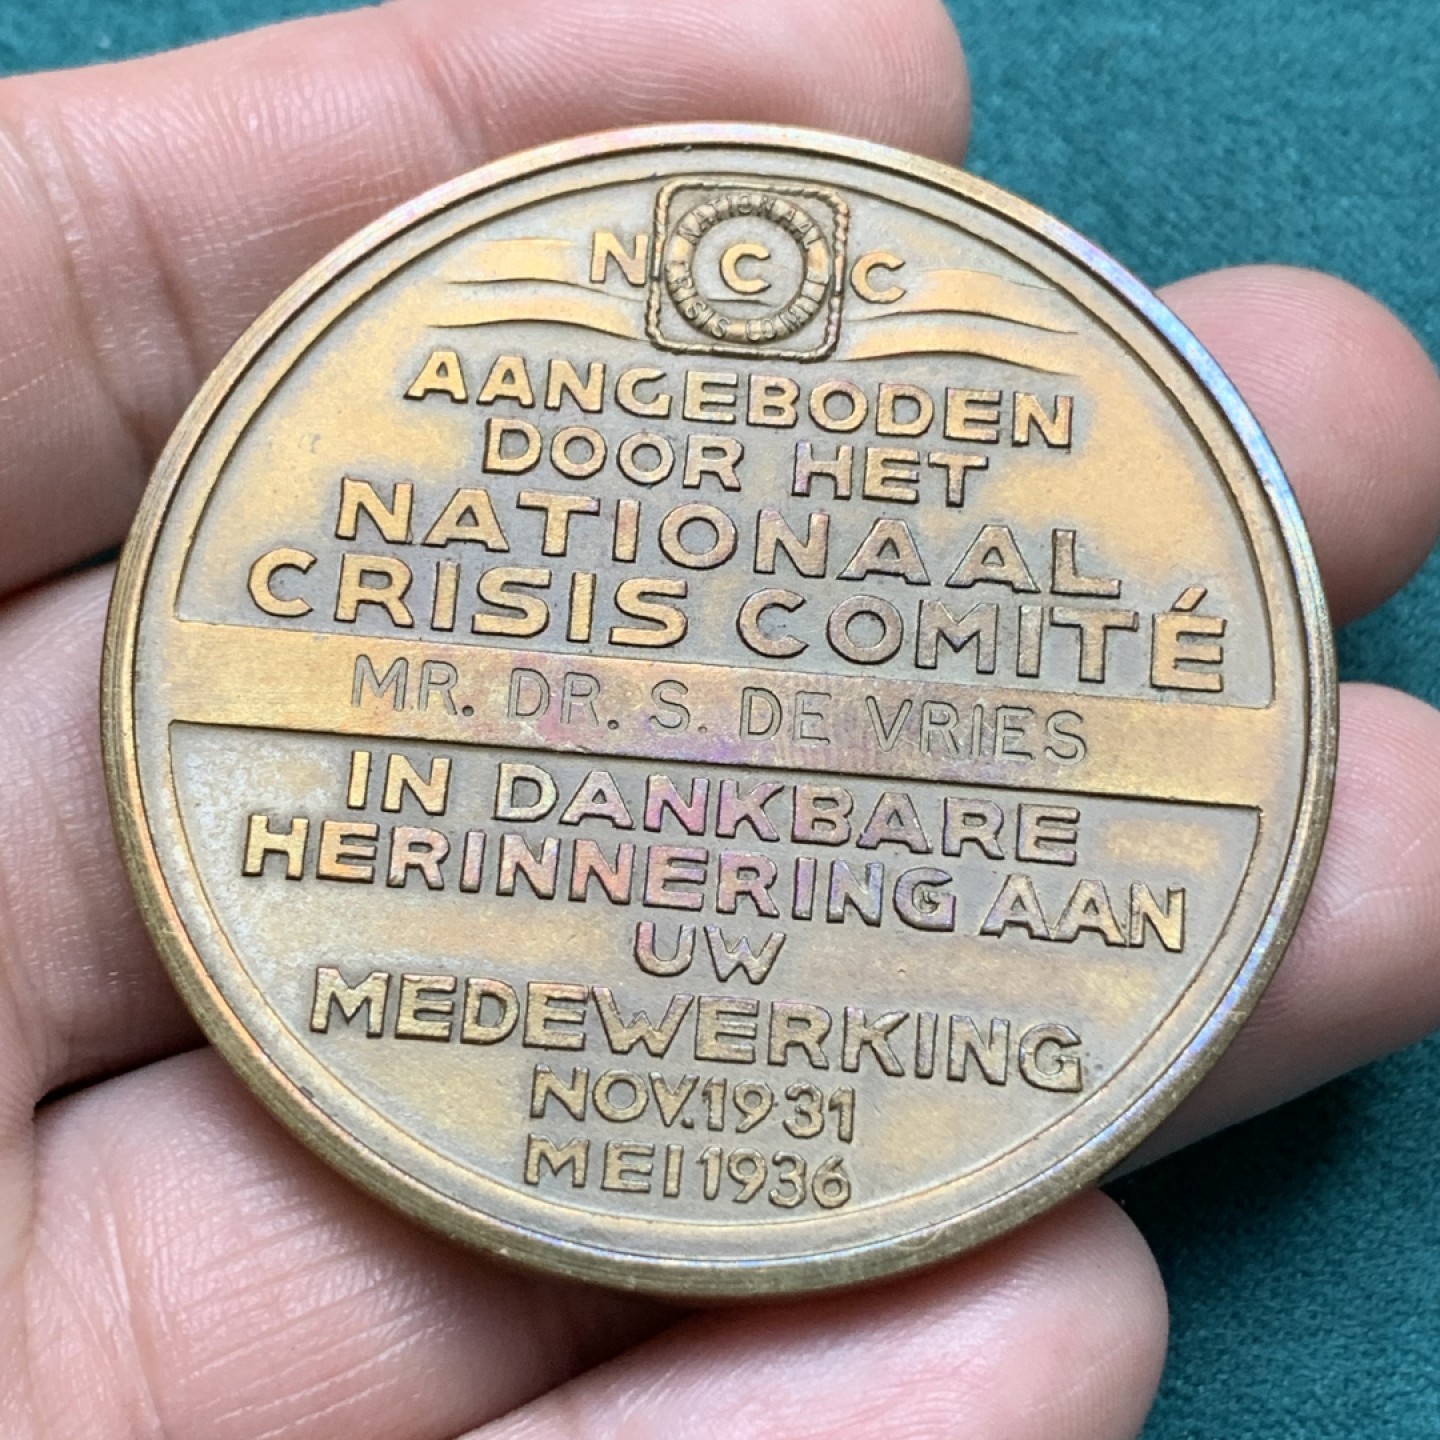 N C C
NATIONAAL CRISIS COMITÉ
AANGEBODEN
DOOR HET
NATIONAAL
CRISIS COMITÉ
MR. DR. S. DE VRIES
IN DANKBARE
HERINNERING AAN
UW
MEDEWERKING
NOV.1931
MEI 1936